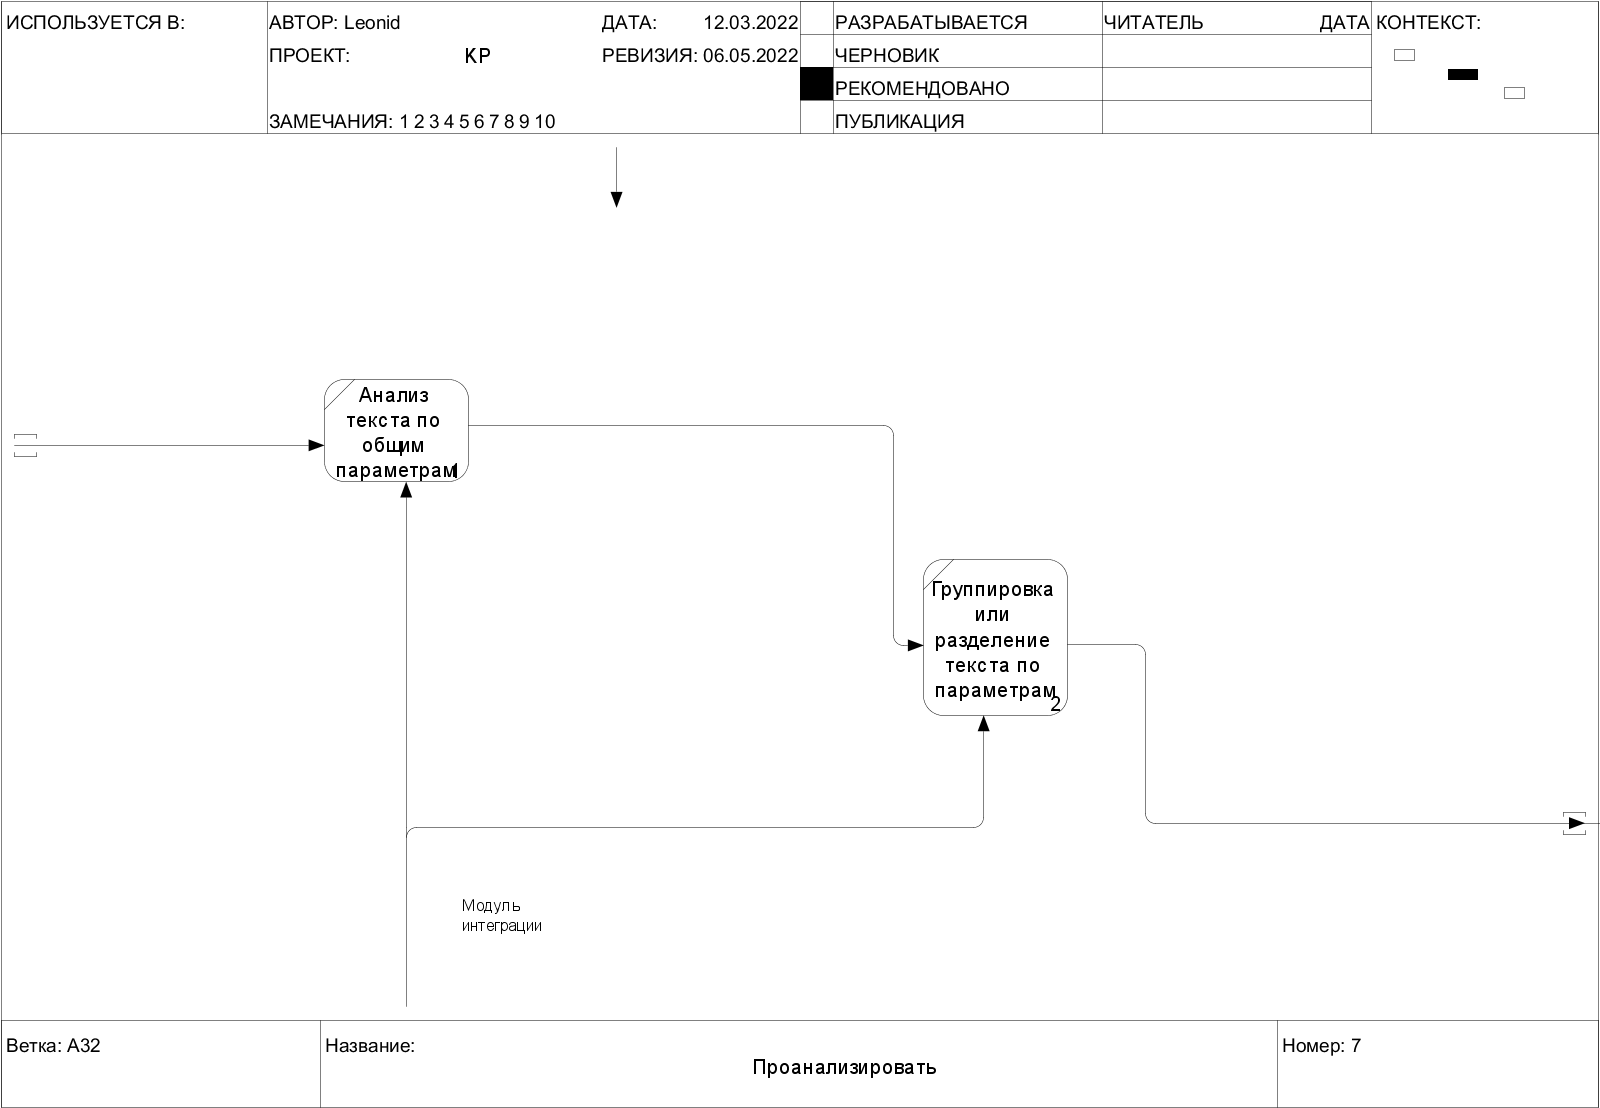 ИСПОЛЬЗУЕТСЯ В:
АВТОР: Leonid
ДАТА: 12.03.2022
ПРОЕКТ: КР
РЕВИЗИЯ: 06.05.2022
ЗАМЕЧАНИЯ: 1 2 3 4 5 6 7 8 9 10
РАЗРАБАТЫВАЕТСЯ
ЧЕРНОВИК
РЕКОМЕНДОВАНО
ПУБЛИКАЦИЯ
ЧИТАТЕЛЬ ДАТА
КОНТЕКСТ:
Анализ
текста по
общим
параметрам
1
Группировка
или
разделение
текста по
параметрам
2
Модуль
интеграции
Ветка: A32
Название:
Проанализировать
Номер: 7